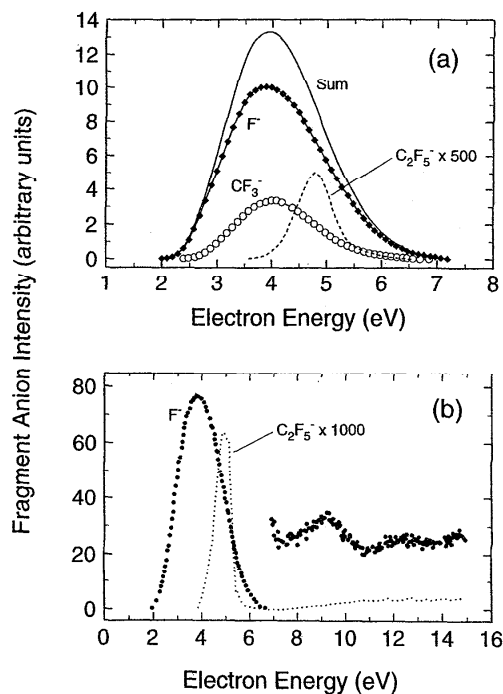 Fragment Anion Intensity (arbitrary units)
14
12
10
8
6
4
2
0
(a)
Sum
F⁻
C₂F₅⁻ x 500
CF₃⁻
1 2 3 4 5 6 7 8
Electron Energy (eV)
80
60
40
20
0
(b)
F⁻
C₂F₅⁻ x 1000
0 2 4 6 8 10 12 14 16
Electron Energy (eV)